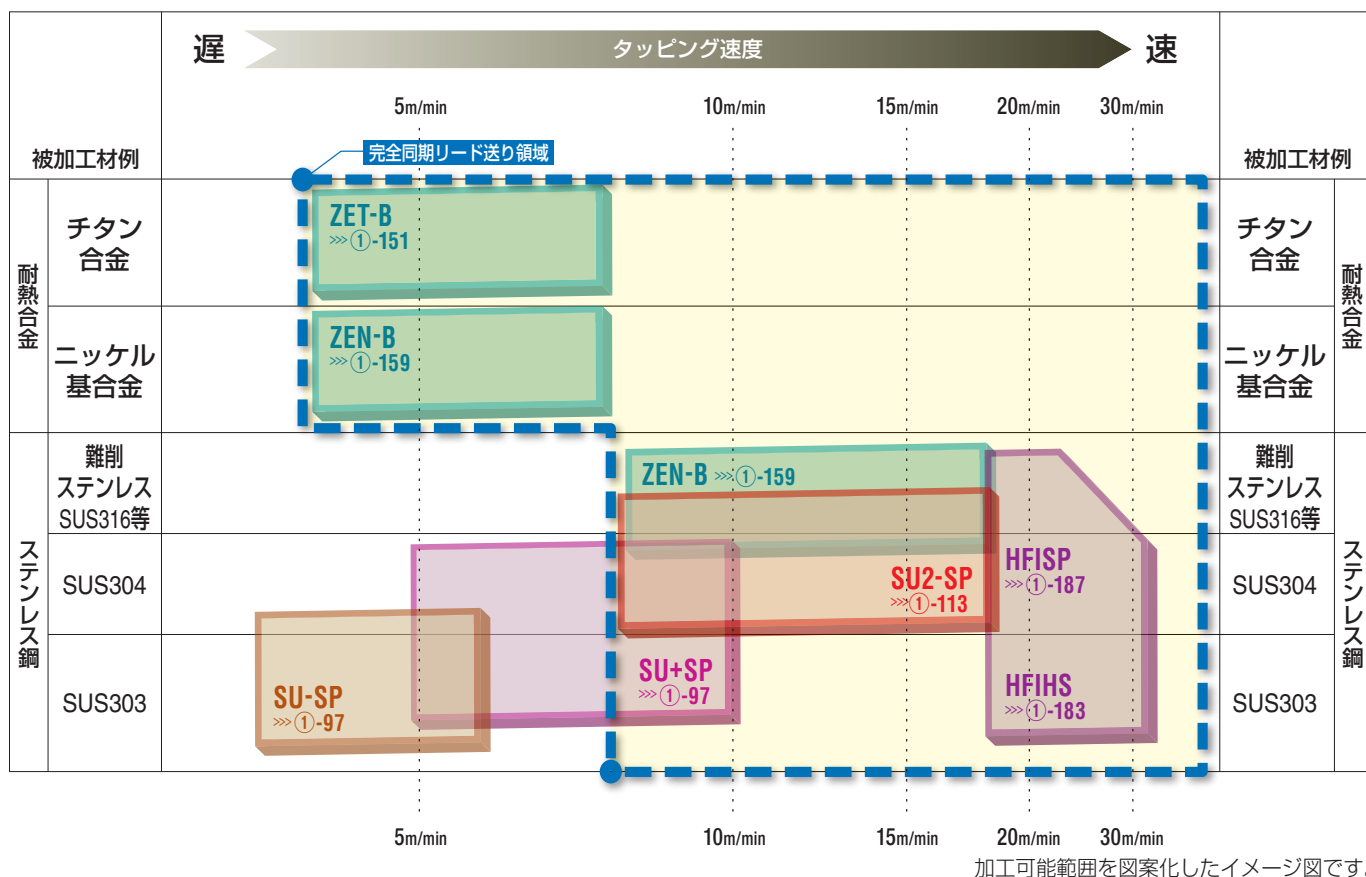 遅
タッピング速度
速
5m/min
10m/min
15m/min
20m/min
30m/min
被加工材例
完全同期リード送り領域
被加工材例
耐熱合金
チタン
合金
ZET-B
>>>①-151
チタン
合金
耐熱合金
ニッケル
基合金
ZEN-B
>>>①-159
ニッケル
基合金
ステンレス鋼
難削
ステンレス
SUS316等
ZEN-B >>>①-159
難削
ステンレス
SUS316等
ステンレス鋼
SUS304
SU2-SP
>>>①-113
HFISP
>>>①-187
SUS304
SUS303
SU-SP
>>>①-97
SU+SP
>>>①-97
HFIHS
>>>①-183
SUS303
5m/min
10m/min
15m/min
20m/min
30m/min
加工可能範囲を図案化したイメージ図です。